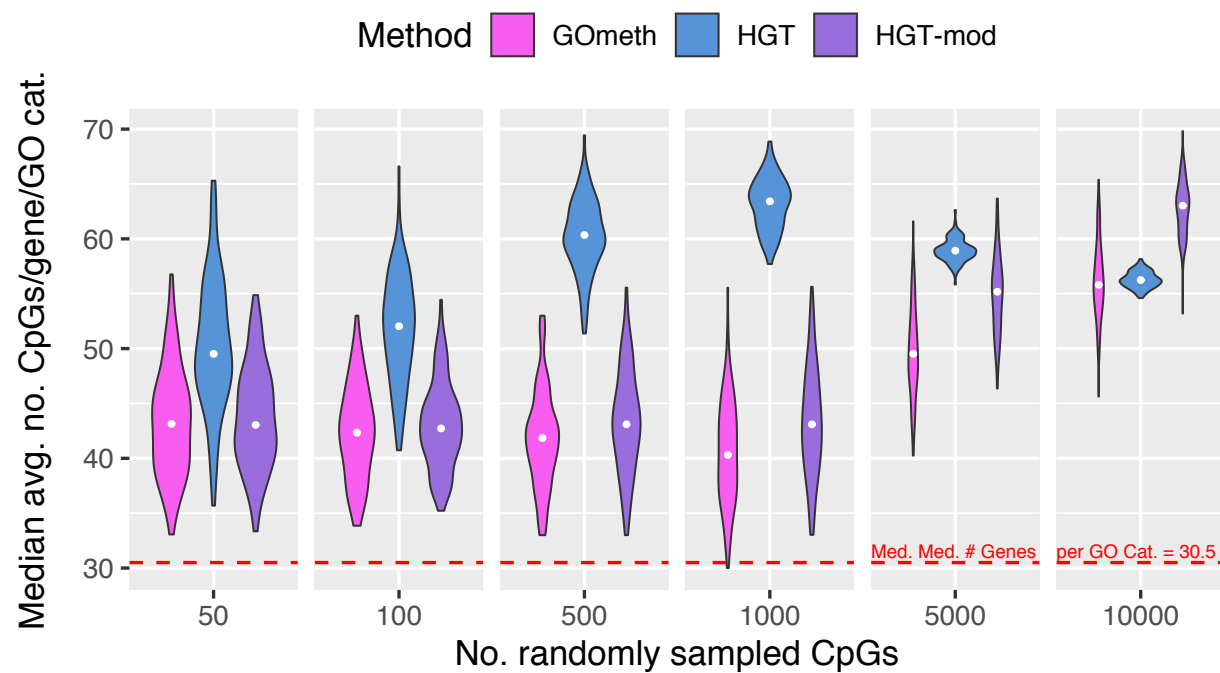 Method GOmeth HGT HGT-mod
Median avg. no. CpGs/gene/GO cat.
70
60
50
40
30
Med. Med. # Genes per GO Cat. = 30.5
50 100 500 1000 5000 10000
No. randomly sampled CpGs